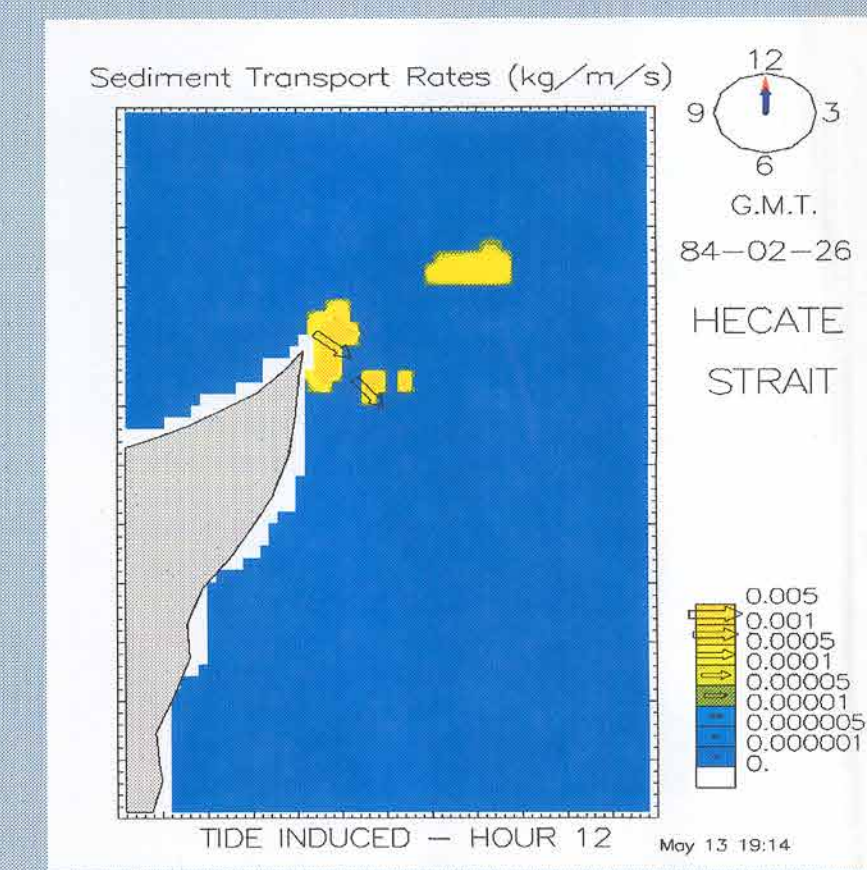 Sediment Transport Rates (kg/m/s)
12
9 3
6
G.M.T.
84-02-26
HECATE
STRAIT
0.005
0.001
0.0005
0.0001
0.00005
0.00001
0.000005
0.000001
0.
TIDE INDUCED - HOUR 12
May 13 19:14